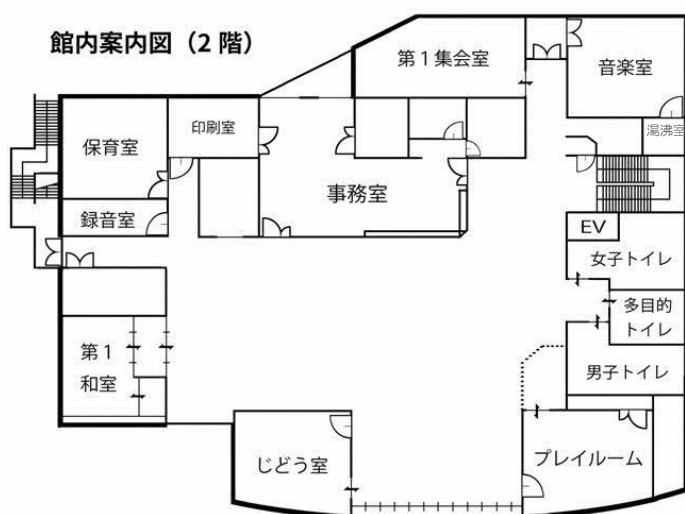 館内案内図（2 階）
第１集会室
音楽室
印刷室
湯沸室
保育室
事務室
録音室
EV
女子トイレ
多目的
トイレ
第１
和室
男子トイレ
じどう室
プレイルーム